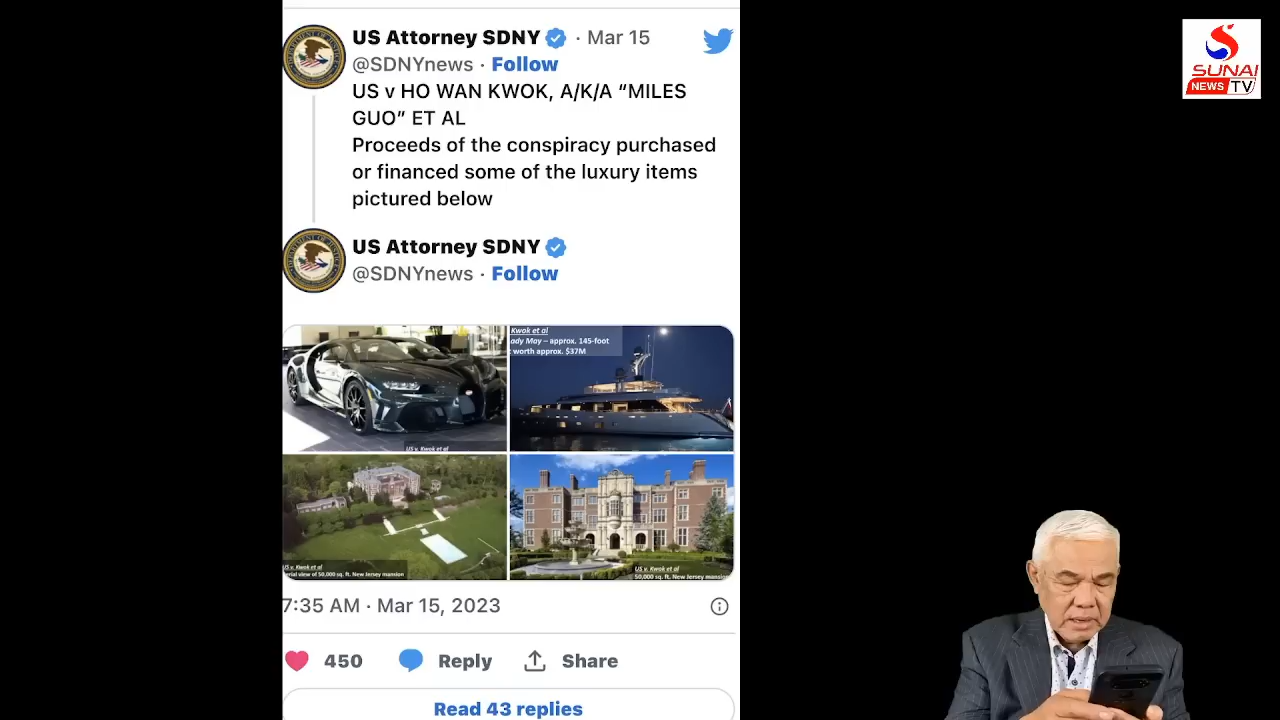 US Attorney SDNY · Mar 15
@SDNYnews · Follow
US v HO WAN KWOK, A/K/A “MILES
GUO” ET AL
Proceeds of the conspiracy purchased
or financed some of the luxury items
pictured below
US Attorney SDNY
@SDNYnews · Follow
US v. Kwok et al
Kwok et al
ady May – approx. 145-foot
worth approx. $37M
US v. Kwok et al
erial view of 50,000 sq. ft. New Jersey mansion
US v. Kwok et al
50,000 sq. ft. New Jersey mansion
7:35 AM · Mar 15, 2023
450 Reply Share
Read 43 replies
SUNAI
NEWS TV